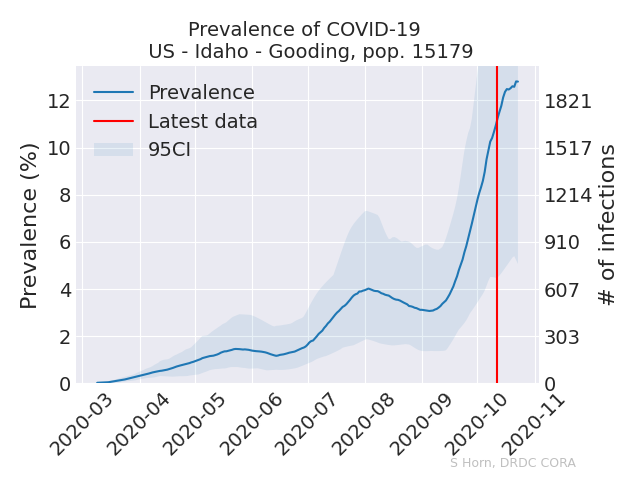 Prevalence of COVID-19
US - Idaho - Gooding, pop. 15179
Prevalence
Latest data
95CI
Prevalence (%)
12
10
8
6
4
2
0
1821
1517
1214
910
607
303
0
# of infections
2020-03
2020-04
2020-05
2020-06
2020-07
2020-08
2020-09
2020-10
2020-11
S Horn, DRDC CORA